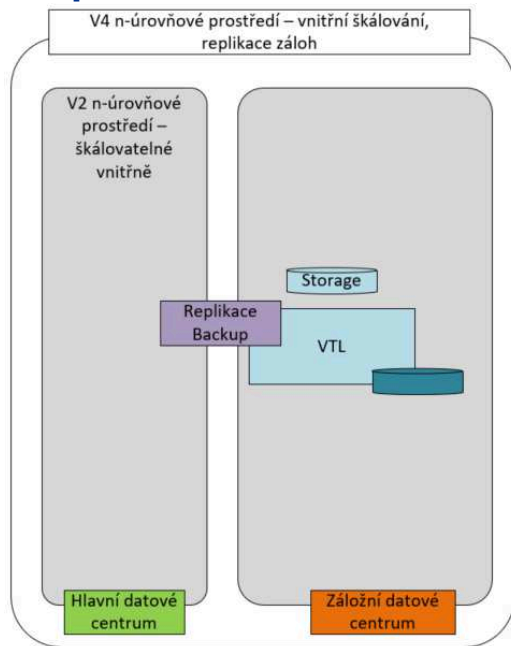 V4 n-úrovňové prostředí – vnitřní škálování,
replikace záloh
V2 n-úrovňové
prostředí –
škálovatelné
vnitřně
Storage
Replikace
Backup
VTL
Hlavní datové
centrum
Záložní datové
centrum